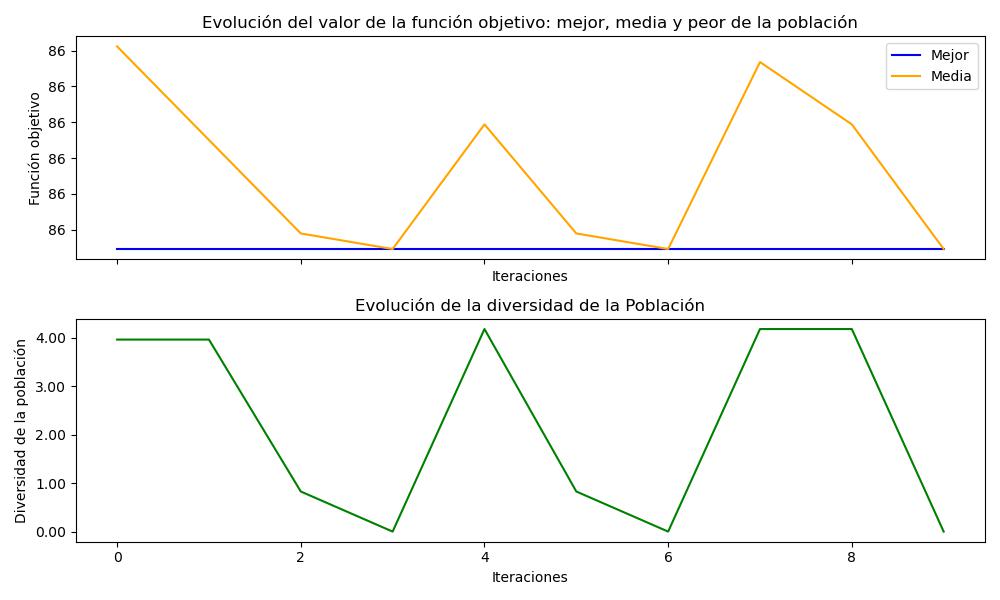 Evolución del valor de la función objetivo: mejor, media y peor de la población
86
86
86
86
86
86
Función objetivo
Mejor
Media
Iteraciones
Evolución de la diversidad de la Población
4.00
3.00
2.00
1.00
0.00
Diversidad de la población
0 2 4 6 8
Iteraciones